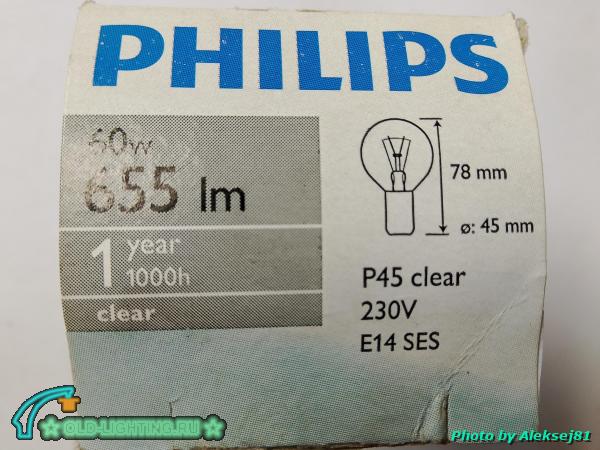 PHILIPS
60w
655 lm
1 year
1000h
clear
78 mm
ø: 45 mm
P45 clear
230V
E14 SES
OLD-LIGHTING.RU
Photo by Aleksej81